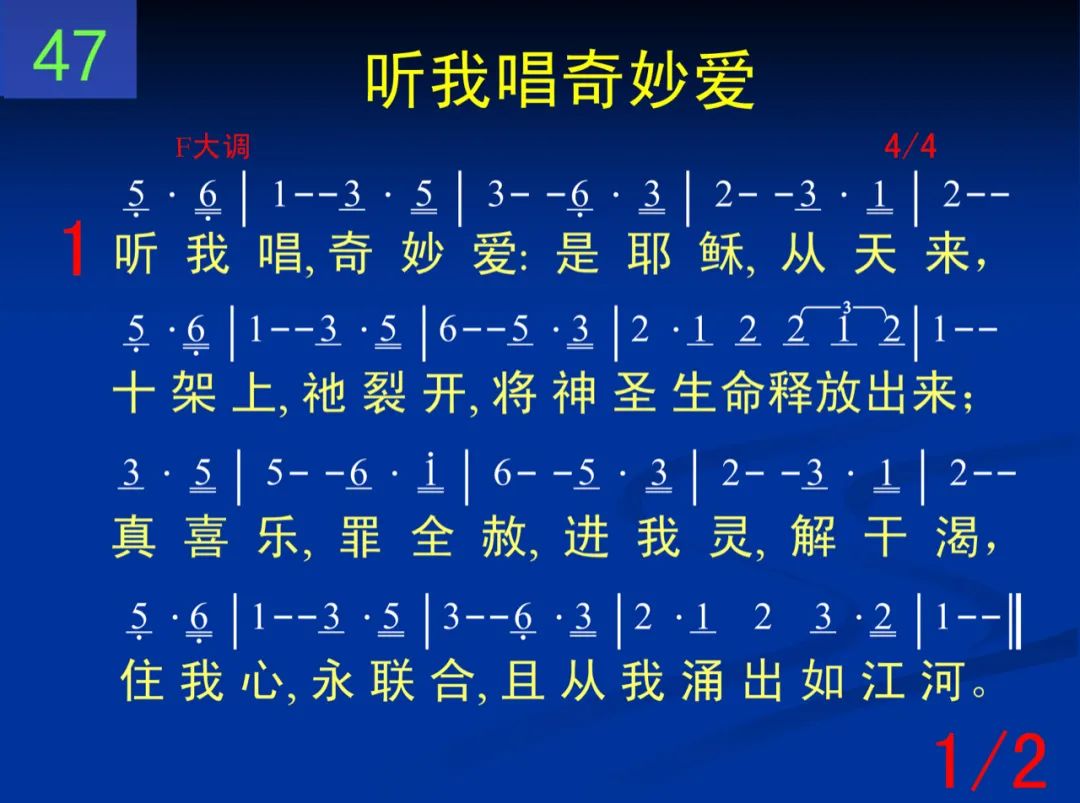 47
听我唱奇妙爱
F大调 4/4
5̣ · 6̣ | 1 - - 3 · 5 | 3 - - 6̣ · 3 | 2 - - 3 · 1 | 2 - -
1 听我唱,奇妙爱:是耶稣,从天来,
5̣ · 6̣ | 1 - - 3 · 5 | 6 - - 5 · 3 | 2 · 1 2 2 1 2 | 1 - -
3
十架上,祂裂开,将神圣生命释放出来;
3 · 5 | 5 - - 6 · i | 6 - - 5 · 3 | 2 - - 3 · 1 | 2 - -
真喜乐,罪全赦,进我灵,解干渴,
5̣ · 6̣ | 1 - - 3 · 5 | 3 - - 6̣ · 3 | 2 · 1 2 3 · 2 | 1 - - ‖
住我心,永联合,且从我涌出如江河。
1/2